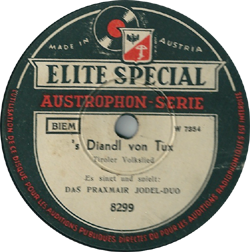 MADE IN AUSTRIA
ELITE SPECIAL
AUSTROPHON-SERIE
BIEM
W 7334
's Diandl von Tux
Tiroler Volkslied
Es singt und spielt:
DAS PRAXMAIR JODEL-DUO
8299